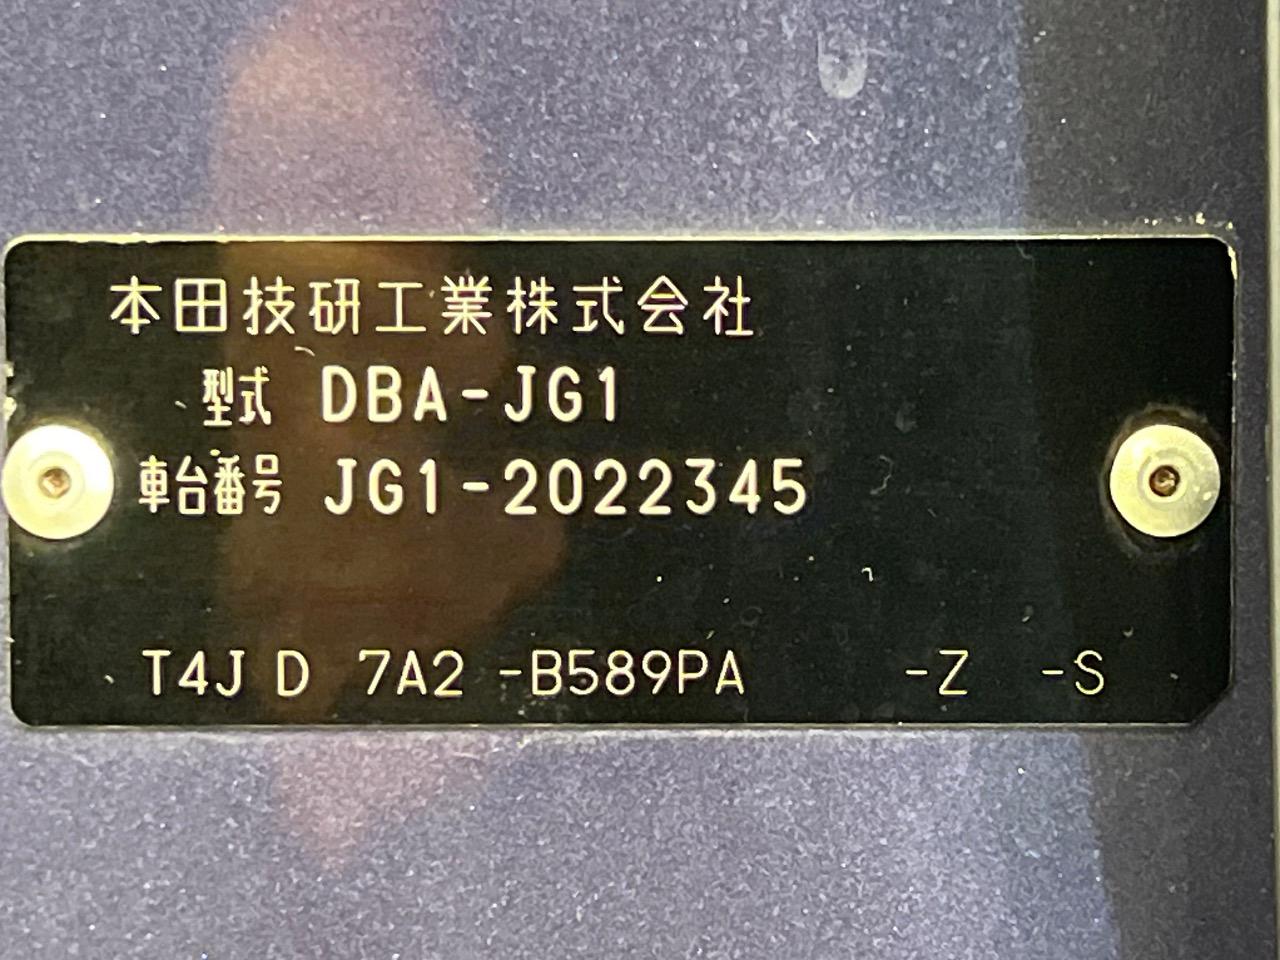 本田技研工業株式会社
型式 DBA-JG1
車台番号 JG1-2022345
T4J D 7A2 -B589PA -Z -S